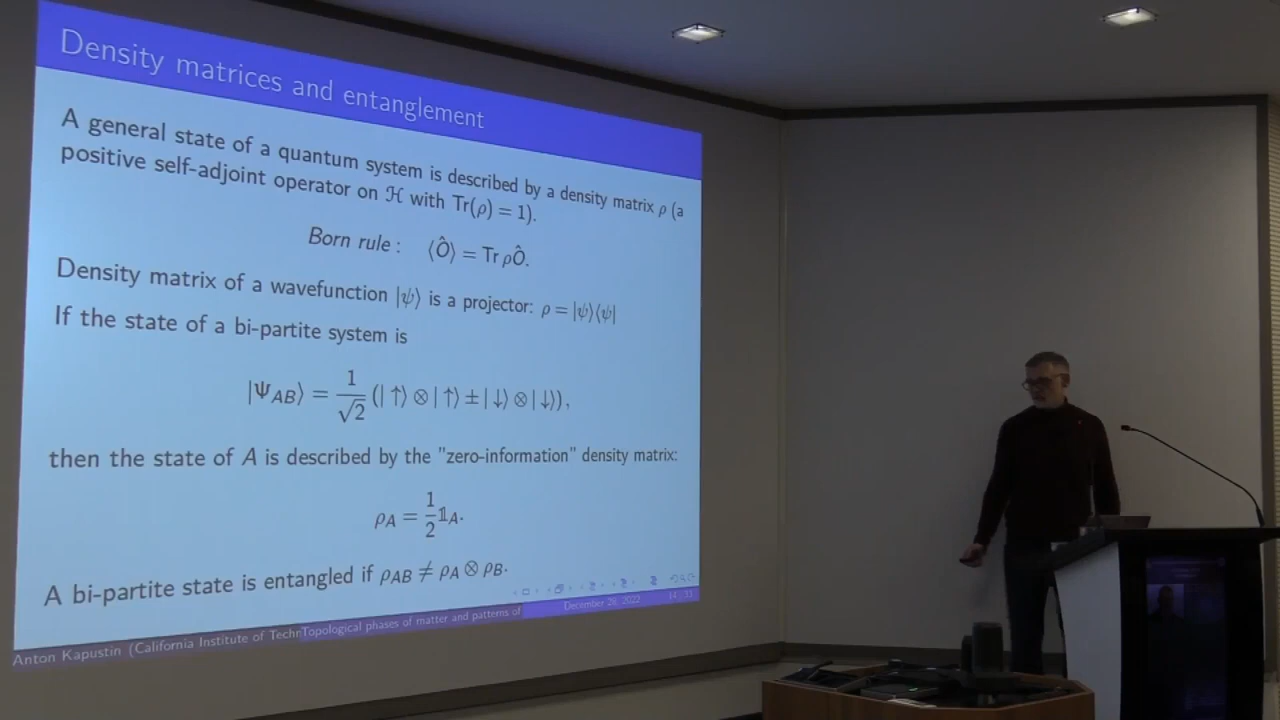 Density matrices and entanglement
A general state of a quantum system is described by a density matrix ρ (a
positive self-adjoint operator on ℋ with Tr(ρ) = 1).
Born rule : ⟨Ô⟩ = Tr ρÔ.
Density matrix of a wavefunction |ψ⟩ is a projector: ρ = |ψ⟩⟨ψ|
If the state of a bi-partite system is
|Ψ_AB⟩ = 1/√2 (|↑⟩ ⊗ |↑⟩ ± |↓⟩ ⊗ |↓⟩),
then the state of A is described by the "zero-information" density matrix:
ρ_A = 1/2 𝟙_A.
A bi-partite state is entangled if ρ_AB ≠ ρ_A ⊗ ρ_B.
Anton Kapustin (California Institute of Techn Topological phases of matter and patterns of December 2022